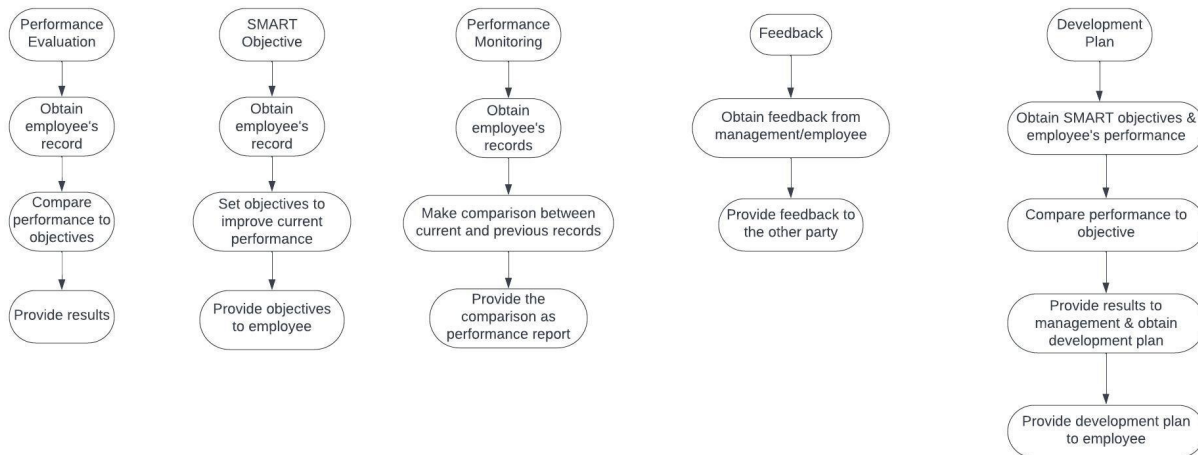 Performance
Evaluation
Obtain
employee's
record
Compare
performance to
objectives
Provide results
SMART
Objective
Obtain
employee's
record
Set objectives to
improve current
performance
Provide objectives
to employee
Performance
Monitoring
Obtain
employee's
records
Make comparison between
current and previous records
Provide the
comparison as
performance report
Feedback
Obtain feedback from
management/employee
Provide feedback to
the other party
Development
Plan
Obtain SMART objectives &
employee's performance
Compare performance to
objective
Provide results to
management & obtain
development plan
Provide development plan
to employee